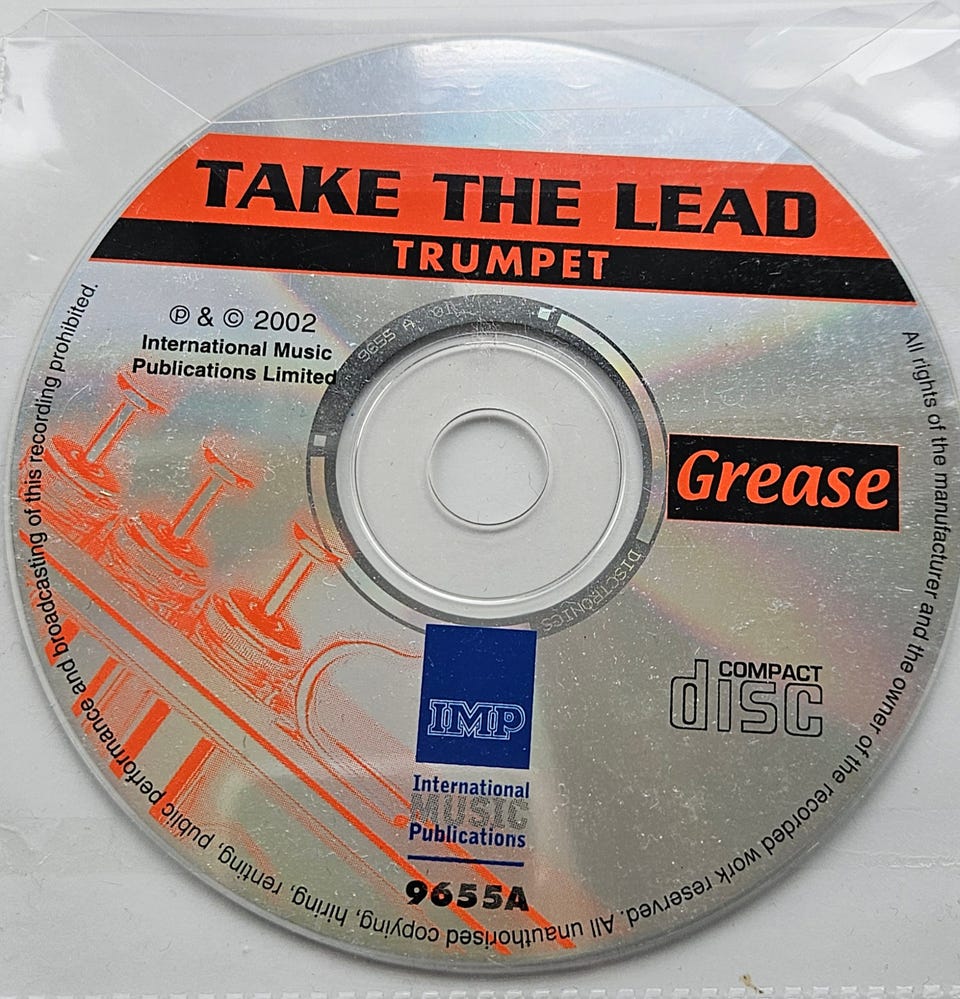 TAKE THE LEAD
TRUMPET
℗ & © 2002
International Music
Publications Limited
9655 A 01
Grease
DISCTRONICS
COMPACT
disc
IMP
International
MUSIC
Publications
9655A
All rights of the manufacturer and the owner of the recorded work reserved. All unauthorised copying, hiring, renting, public performance and broadcasting of this recording prohibited.